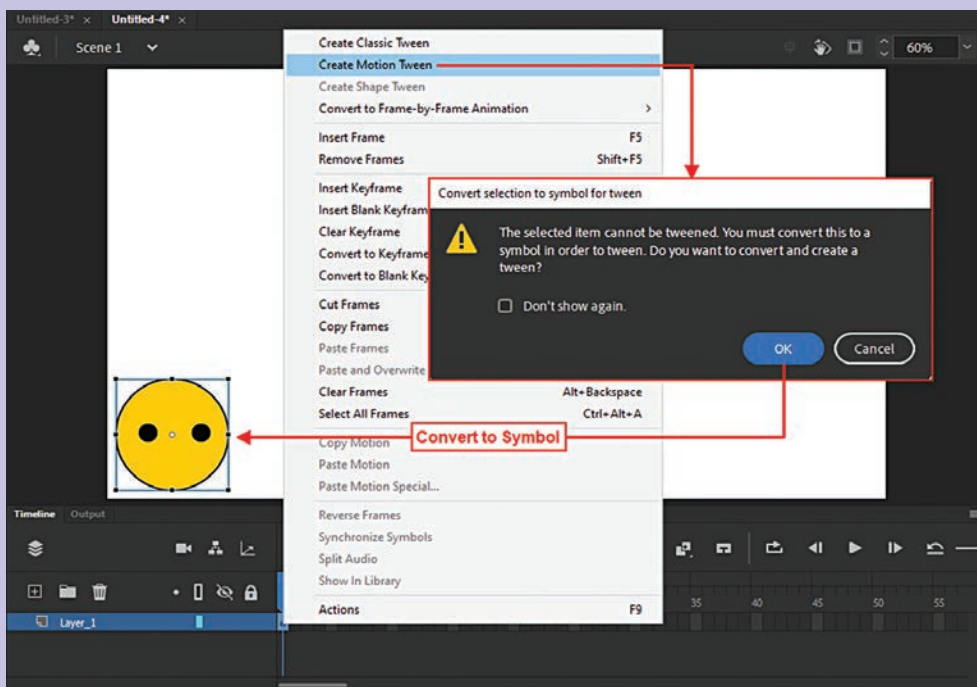 Untitled-3* ×
Untitled-4* ×
Scene 1
60%
Create Classic Tween
Create Motion Tween
Create Shape Tween
Convert to Frame-by-Frame Animation >
Insert Frame F5
Remove Frames Shift+F5
Insert Keyframe
Insert Blank Keyfram
Clear Keyframe
Convert to Keyframe
Convert to Blank Key
Cut Frames
Copy Frames
Paste Frames
Paste and Overwrite
Clear Frames Alt+Backspace
Select All Frames Ctrl+Alt+A
Copy Motion
Paste Motion
Paste Motion Special...
Reverse Frames
Synchronize Symbols
Split Audio
Show In Library
Actions F9
Convert selection to symbol for tween
The selected item cannot be tweened. You must convert this to a
symbol in order to tween. Do you want to convert and create a
tween?
Don't show again.
OK
Cancel
Convert to Symbol
Timeline Output
35 40 45 50 55
Layer_1